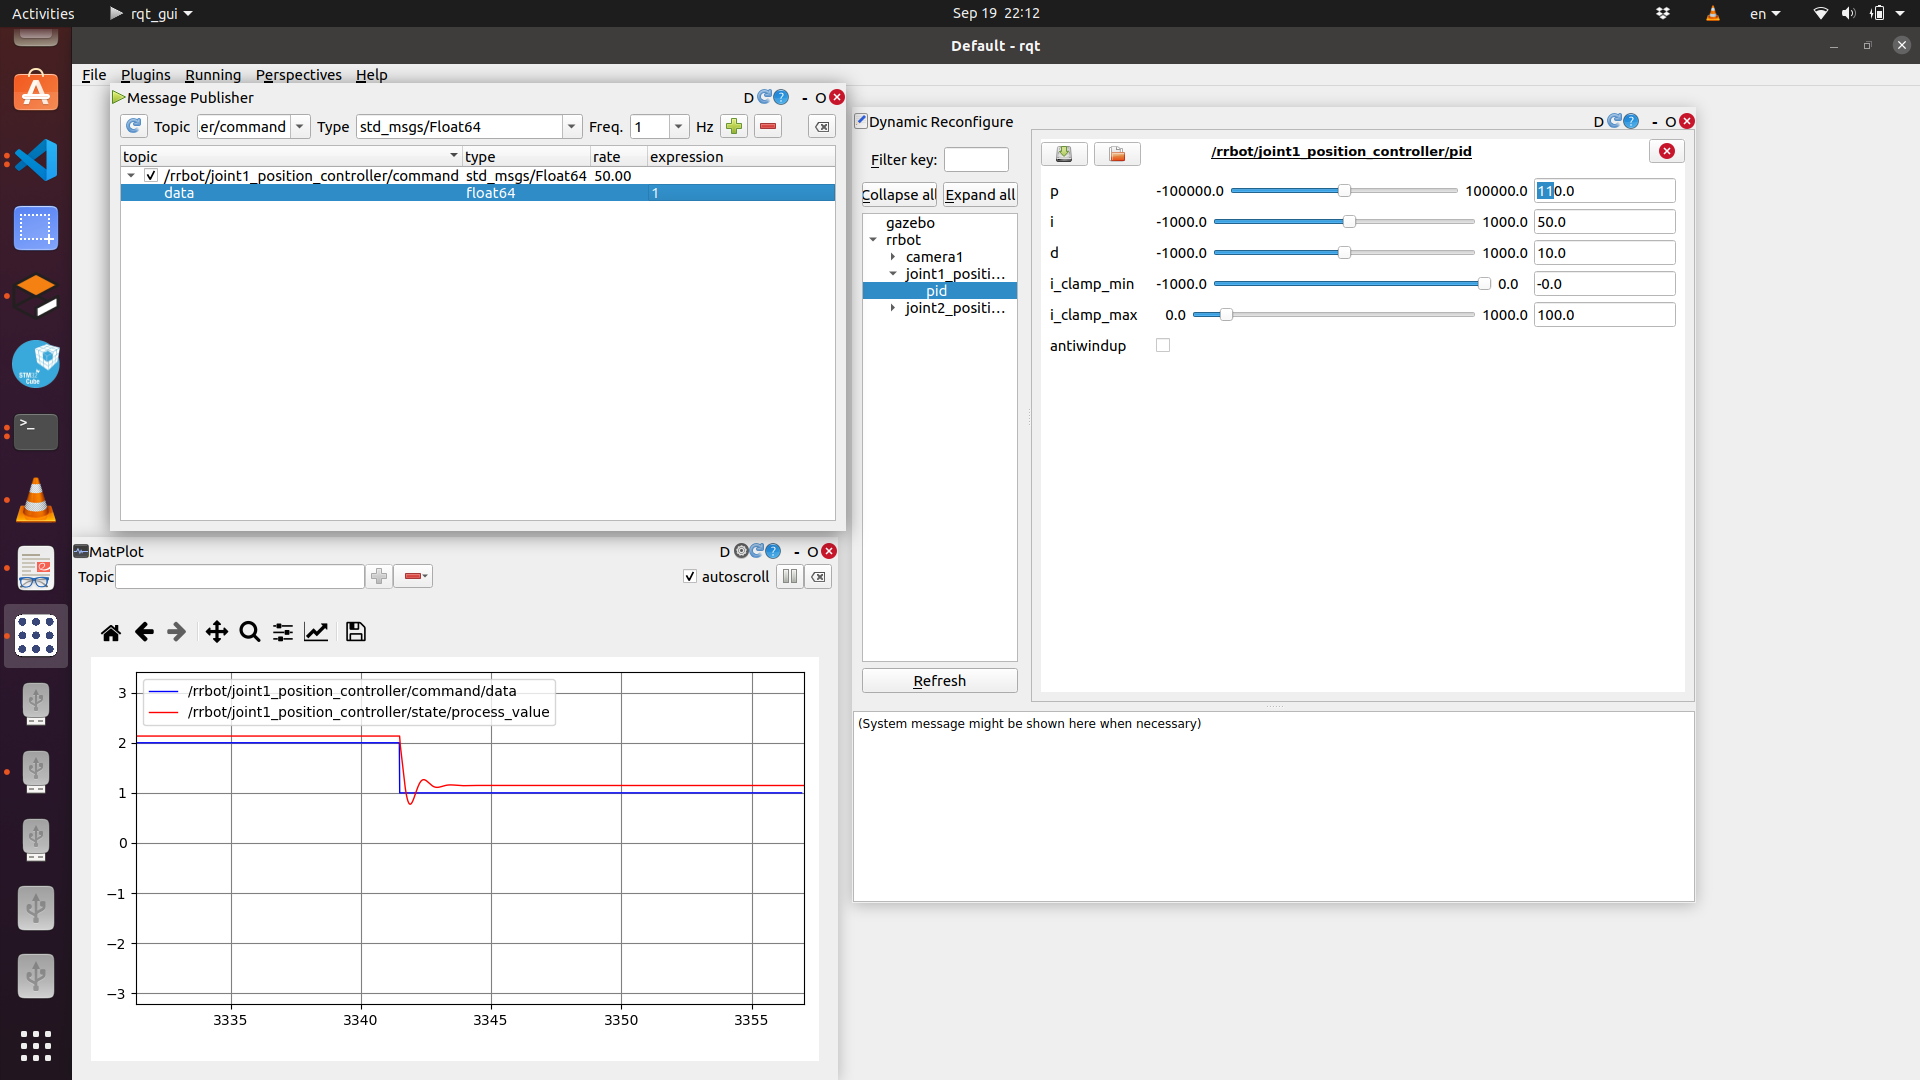 Activities
rqt_gui
Sep 19 22:12
en
Default - rqt
File Plugins Running Perspectives Help
Message Publisher
D - O
Topic er/command Type std_msgs/Float64 Freq. 1 Hz
topic type rate expression
/rrbot/joint1_position_controller/command std_msgs/Float64 50.00
data float64 1
Dynamic Reconfigure
D - O
Filter key:
Collapse all Expand all
gazebo
rrbot
camera1
joint1_positi...
pid
joint2_positi...
Refresh
/rrbot/joint1_position_controller/pid
p -100000.0 100000.0 110.0
i -1000.0 1000.0 50.0
d -1000.0 1000.0 10.0
i_clamp_min -1000.0 0.0 -0.0
i_clamp_max 0.0 1000.0 100.0
antiwindup
(System message might be shown here when necessary)
MatPlot
D - O
Topic autoscroll
/rrbot/joint1_position_controller/command/data
/rrbot/joint1_position_controller/state/process_value
3
2
1
0
−1
−2
−3
3335 3340 3345 3350 3355
STM
Cube
>_